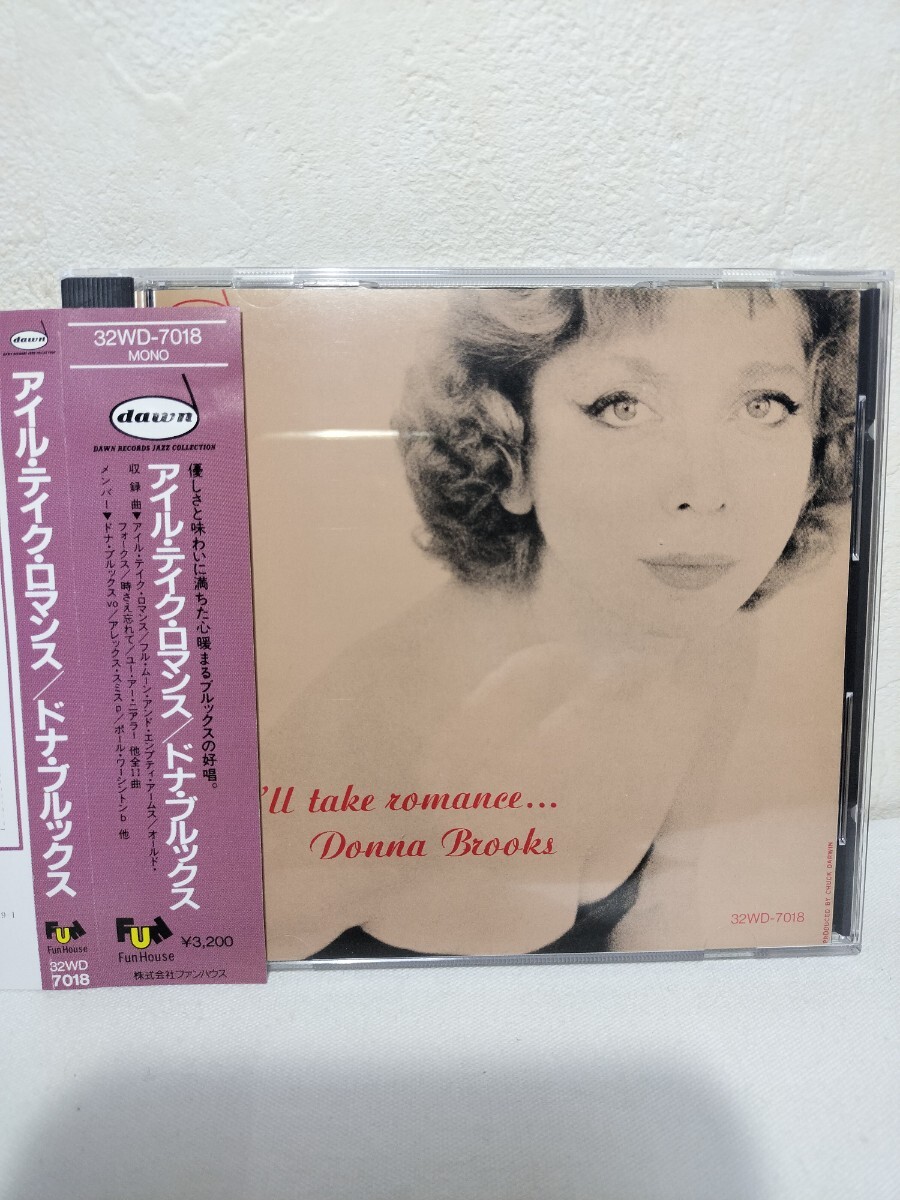 dawn
アイル・テイク・ロマンス/ドナ・ブルックス
Fun House
32WD
7018
32WD-7018
MONO
dawn
DAWN RECORDS JAZZ COLLECTION
優しさと味わいに満ちた心暖まるブルックスの好唱。
アイル・テイク・ロマンス/ドナ・ブルックス
収録曲▼アイル・テイク・ロマンス/フル・ムーン・アンド・エンプティ・アームス/オールド・
フォークス/時さえ忘れて/ユー・アー・ニアラー 他全11曲
メンバー▼ドナ・ブルックスvo/アレックス・スミスp/ポール・ワーシントンb 他
Fun House
¥3,200
株式会社ファンハウス
'll take romance...
Donna Brooks
32WD-7018
PRODUCED BY CHUCK DARWIN